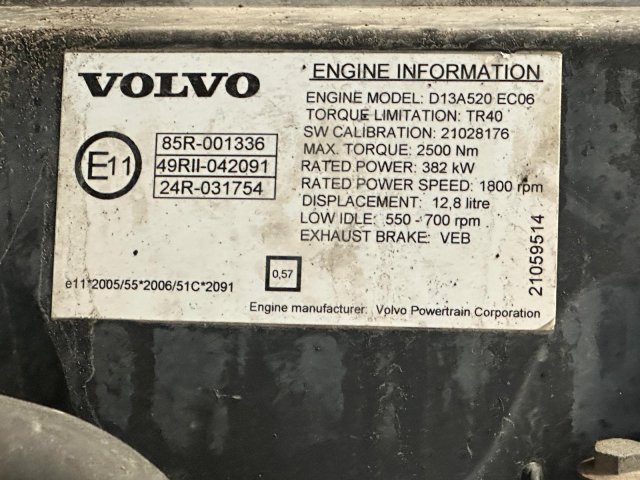 VOLVO
E11
85R-001336
49RII-042091
24R-031754
e11*2005/55*2006/51C*2091
0,57
ENGINE INFORMATION
ENGINE MODEL: D13A520 EC06
TORQUE LIMITATION: TR40
SW CALIBRATION: 21028176
MAX. TORQUE: 2500 Nm
RATED POWER: 382 kW
RATED POWER SPEED: 1800 rpm
DISPLACEMENT: 12,8 litre
LOW IDLE: 550 - 700 rpm
EXHAUST BRAKE: VEB
21059514
Engine manufacturer: Volvo Powertrain Corporation